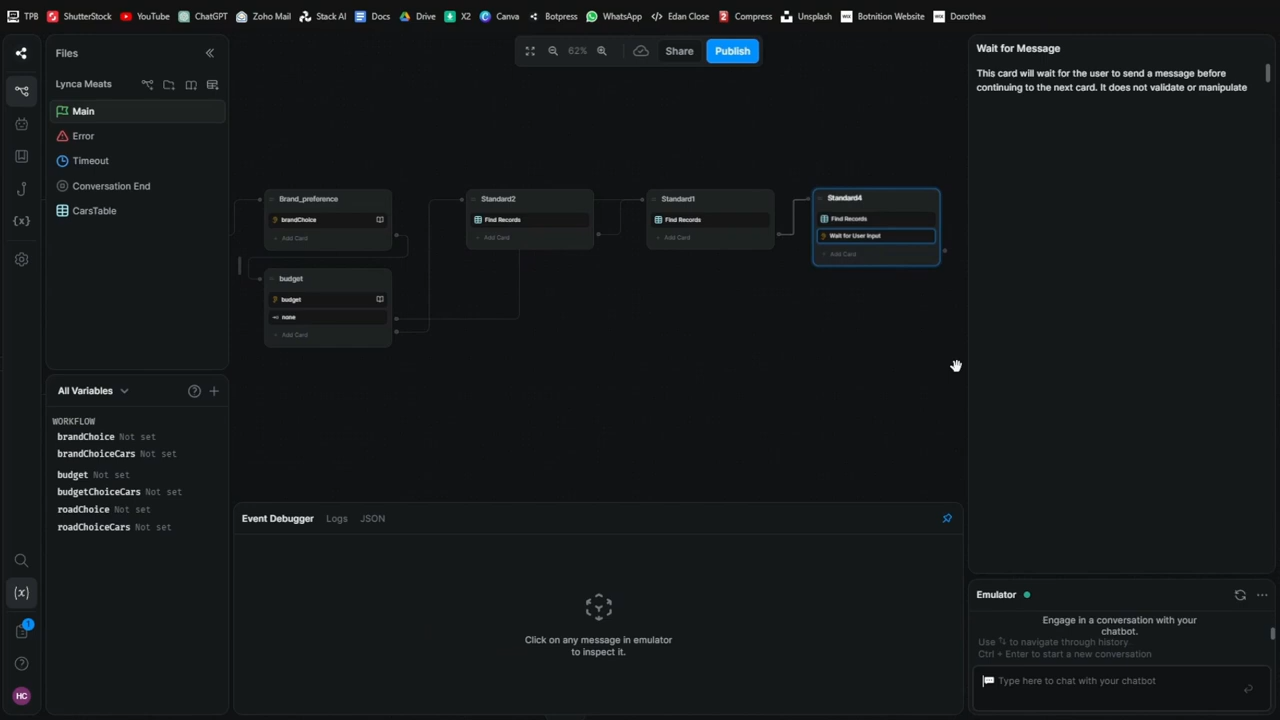 TPB ShutterStock YouTube ChatGPT Zoho Mail Stack AI Docs Drive X2 Canva Botpress WhatsApp Edan Close Compress Unsplash Botnition Website Dorothea
Files
Lynca Meats
Main
Error
Timeout
Conversation End
CarsTable
62%
Share
Publish
Brand_preference
brandChoice
+ Add Card
budget
budget
none
+ Add Card
Standard2
Find Records
+ Add Card
Standard1
Find Records
+ Add Card
Standard4
Find Records
Wait for User Input
+ Add Card
Wait for Message
This card will wait for the user to send a message before
continuing to the next card. It does not validate or manipulate
All Variables
WORKFLOW
brandChoice Not set
brandChoiceCars Not set
budget Not set
budgetChoiceCars Not set
roadChoice Not set
roadChoiceCars Not set
{x}
(x)
1
HC
Event Debugger Logs JSON
Click on any message in emulator
to inspect it.
Emulator
Engage in a conversation with your
chatbot.
Use ↑↓ to navigate through history
Ctrl + Enter to start a new conversation
Type here to chat with your chatbot